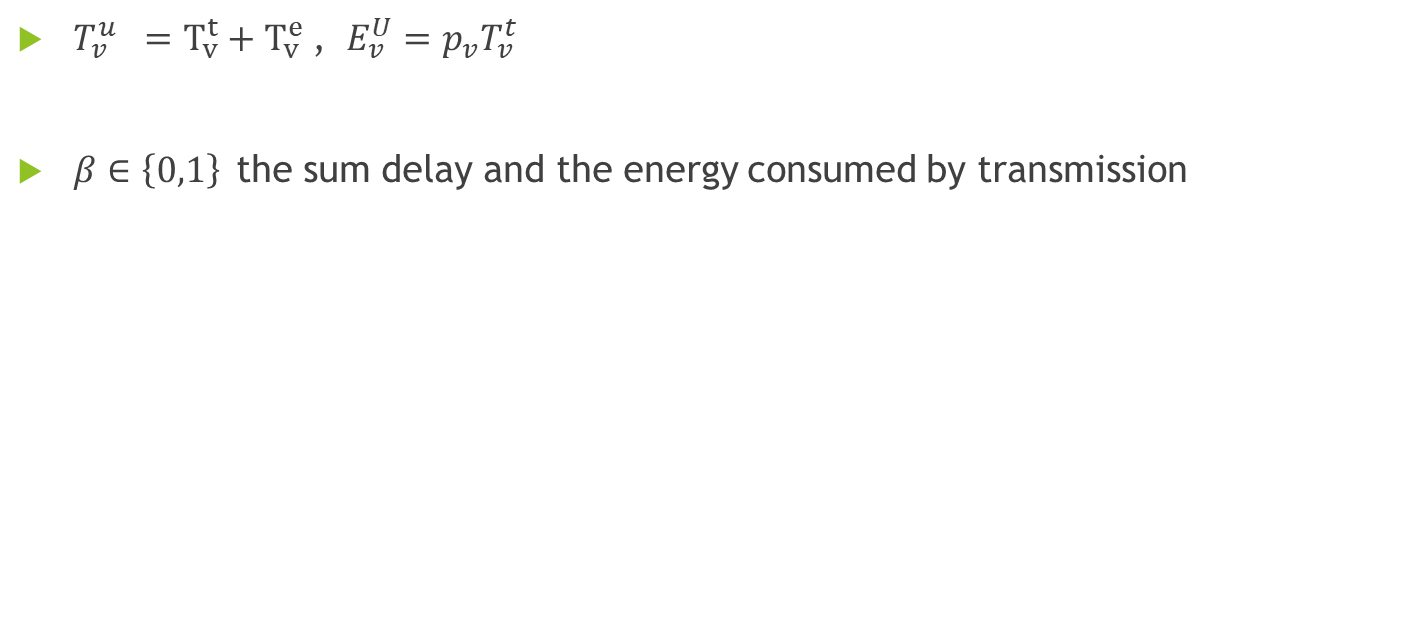 ► T_v^u = T_v^t + T_v^e , E_v^U = p_v T_v^t
► β ∈ {0,1} the sum delay and the energy consumed by transmission